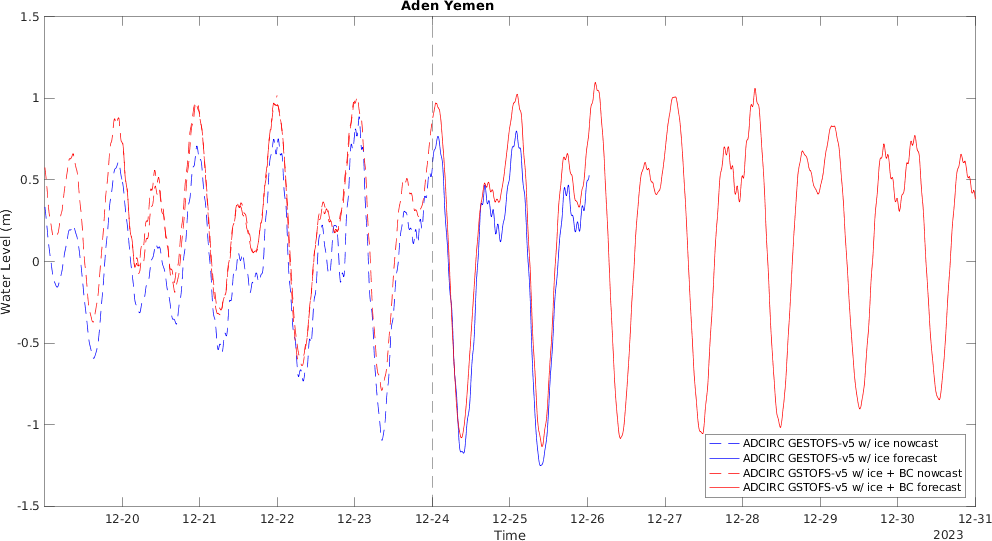 Aden Yemen
1.5
1
0.5
0
-0.5
-1
-1.5
Water Level (m)
12-20
12-21
12-22
12-23
12-24
12-25
12-26
12-27
12-28
12-29
12-30
12-31
Time
2023
ADCIRC GESTOFS-v5 w/ ice nowcast
ADCIRC GESTOFS-v5 w/ ice forecast
ADCIRC GSTOFS-v5 w/ ice + BC nowcast
ADCIRC GSTOFS-v5 w/ ice + BC forecast